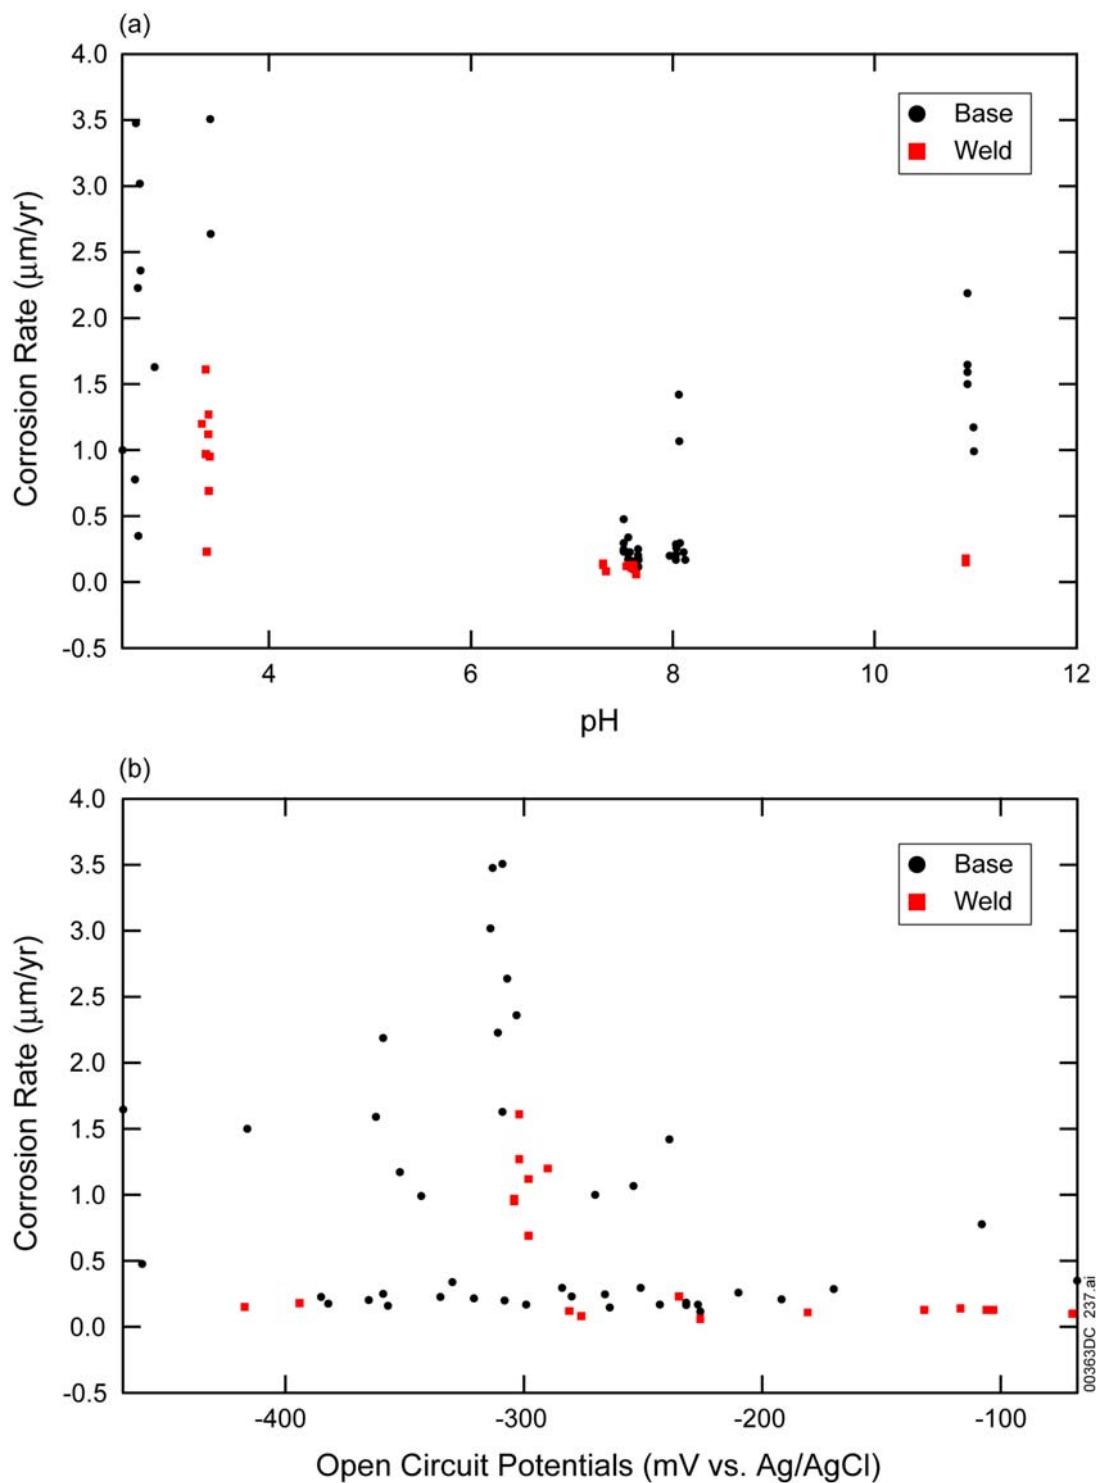 (a)
4.0
3.5
3.0
2.5
2.0
1.5
1.0
0.5
0.0
-0.5
Corrosion Rate (μm/yr)
Base
Weld
4 6 8 10 12
pH
(b)
4.0
3.5
3.0
2.5
2.0
1.5
1.0
0.5
0.0
-0.5
Corrosion Rate (μm/yr)
Base
Weld
-400 -300 -200 -100
Open Circuit Potentials (mV vs. Ag/AgCl)
00363DC_237.ai